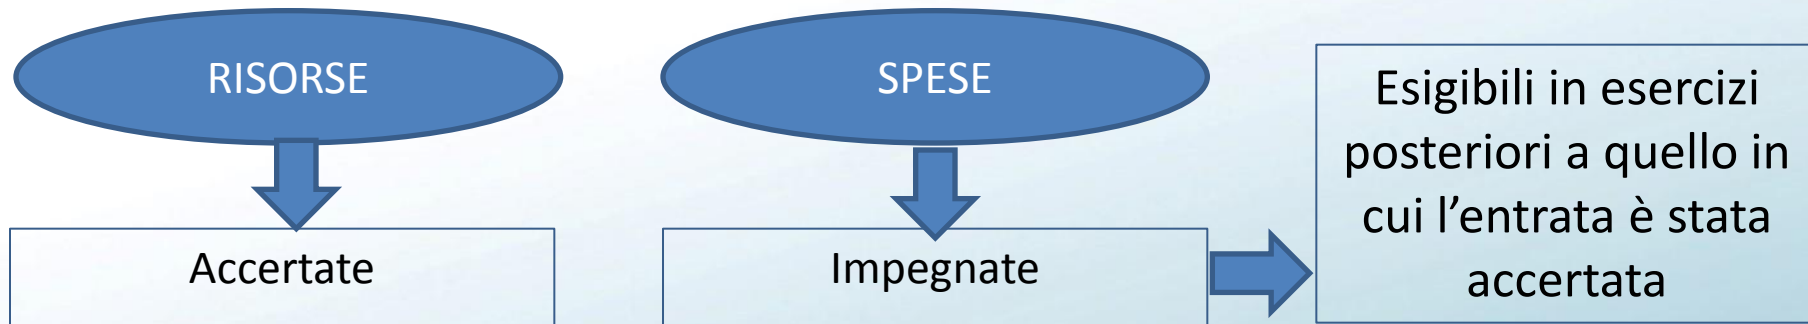 RISORSE
SPESE
Accertate
Impegnate
Esigibili in esercizi
posteriori a quello in
cui l’entrata è stata
accertata